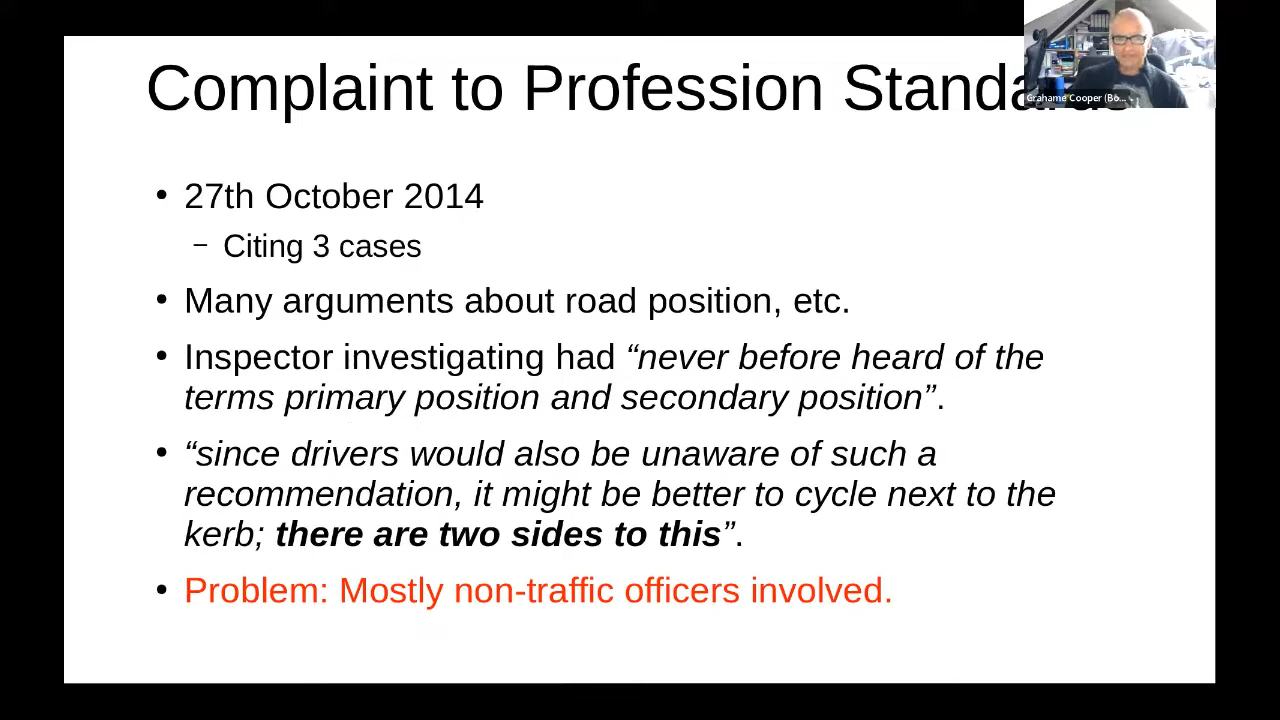 Complaint to Profession
27th October 2014
– Citing 3 cases
Many arguments about road position, etc.
Inspector investigating had “never before heard of the
terms primary position and secondary position”.
“since drivers would also be unaware of such a
recommendation, it might be better to cycle next to the
kerb; there are two sides to this”.
Problem: Mostly non-traffic officers involved.
Grahame Cooper (Bo...